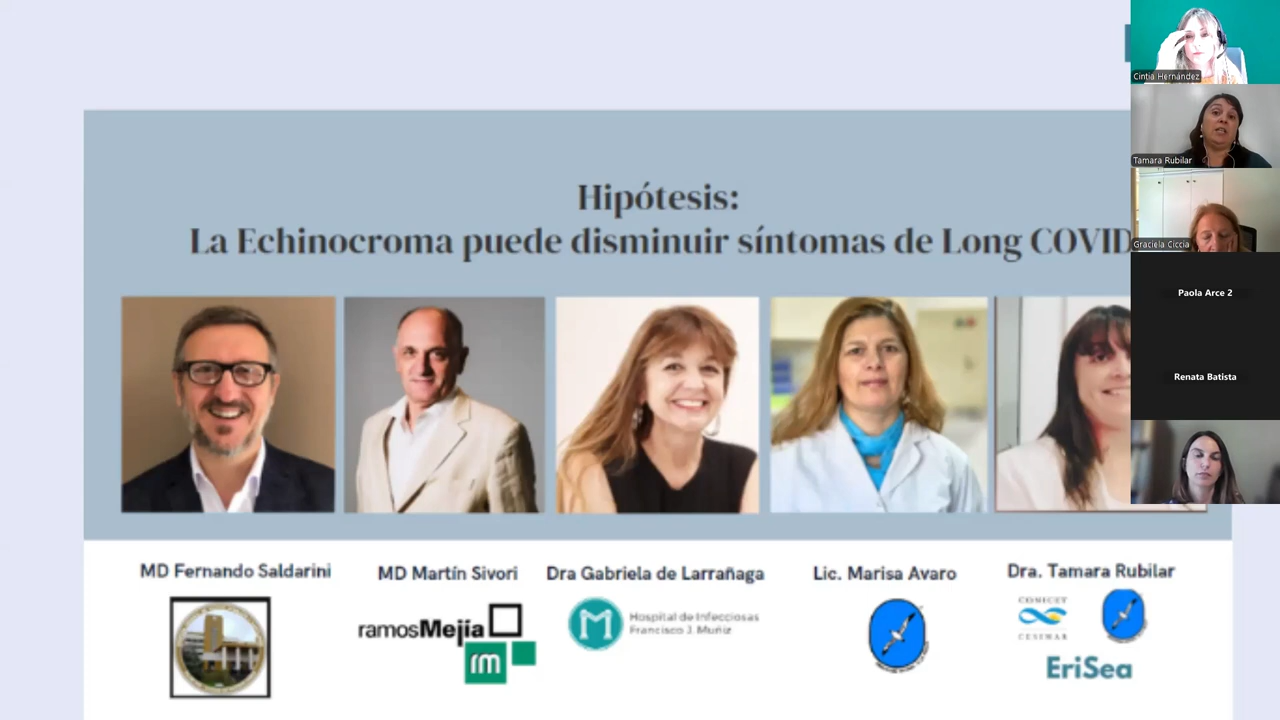 Hipótesis:
La Echinocroma puede disminuir síntomas de Long COVID
MD Fernando Saldarini
MD Martín Sivori
Dra Gabriela de Larrañaga
Lic. Marisa Avaro
Dra. Tamara Rubilar
ramosMejía
rm
Hospital de Infecciosas
Francisco J. Muñiz
CONICET
CESIMAR
EriSea
Cintia Hernández
Tamara Rubilar
Graciela Ciccia
Paola Arce 2
Renata Batista